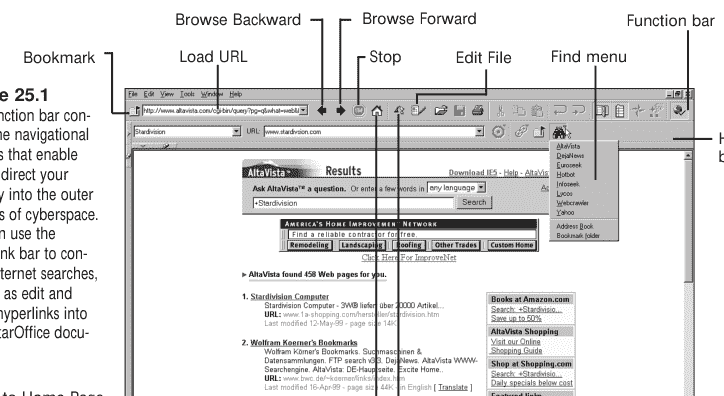 Browse Backward
Browse Forward
Function bar
Bookmark
Load URL
Stop
Edit File
Find menu
e 25.1
nction bar con-
ne navigational
s that enable
direct your
y into the outer
s of cyberspace.
n use the
nk bar to con-
ternet searches,
as edit and
hyperlinks into
tarOffice docu-
to Home Page
H
b
File Edit View Tools Window Help
http://www.altavista.com/cgi-bin/query?pg=q&what=web&
Stardivision
URL: www.stardivsion.com
AltaVista
DejaNews
Euroseek
Hotbot
Infoseek
Lycos
Webcrawler
Yahoo
Address Book
Bookmark folder
AltaVista Results
Download IE5 - Help - AltaVis
Ask AltaVista™ a question. Or enter a few words in any language
+Stardivision Search
AMERICA'S HOME IMPROVEMENT NETWORK
Find a reliable contractor for free.
Remodeling Landscaping Roofing Other Trades Custom Home
Click Here For ImproveNet
AltaVista found 458 Web pages for you.
1. Stardivision Computer
Stardivision Computer - 3W® liefern über 20000 Artikel...
URL: www.1a-shopping.com/hersteller/stardivision.htm
Last modified 12-May-99 - page size 14K
2. Wolfram Koerner's Bookmarks.
Wolfram Körner's Bookmarks. Suchmaschinen &
Datensammlungen. FTP search v3.3. DejaNews. AltaVista WWW-
Searchengine. AltaVista: DE-Hauptseite. Excite Home..
URL: www.bwc.de/~koerner/links/index.htm
Last modified 16-Apr-99 - page size 44K - in English [ Translate ]
Books at Amazon.com
Search: +Stardivisio...
Save up to 50%
AltaVista Shopping
Visit our Online
Shopping Guide
Shop at Shopping.com
Search: +Stardivisio...
Daily specials below cost
Featured links